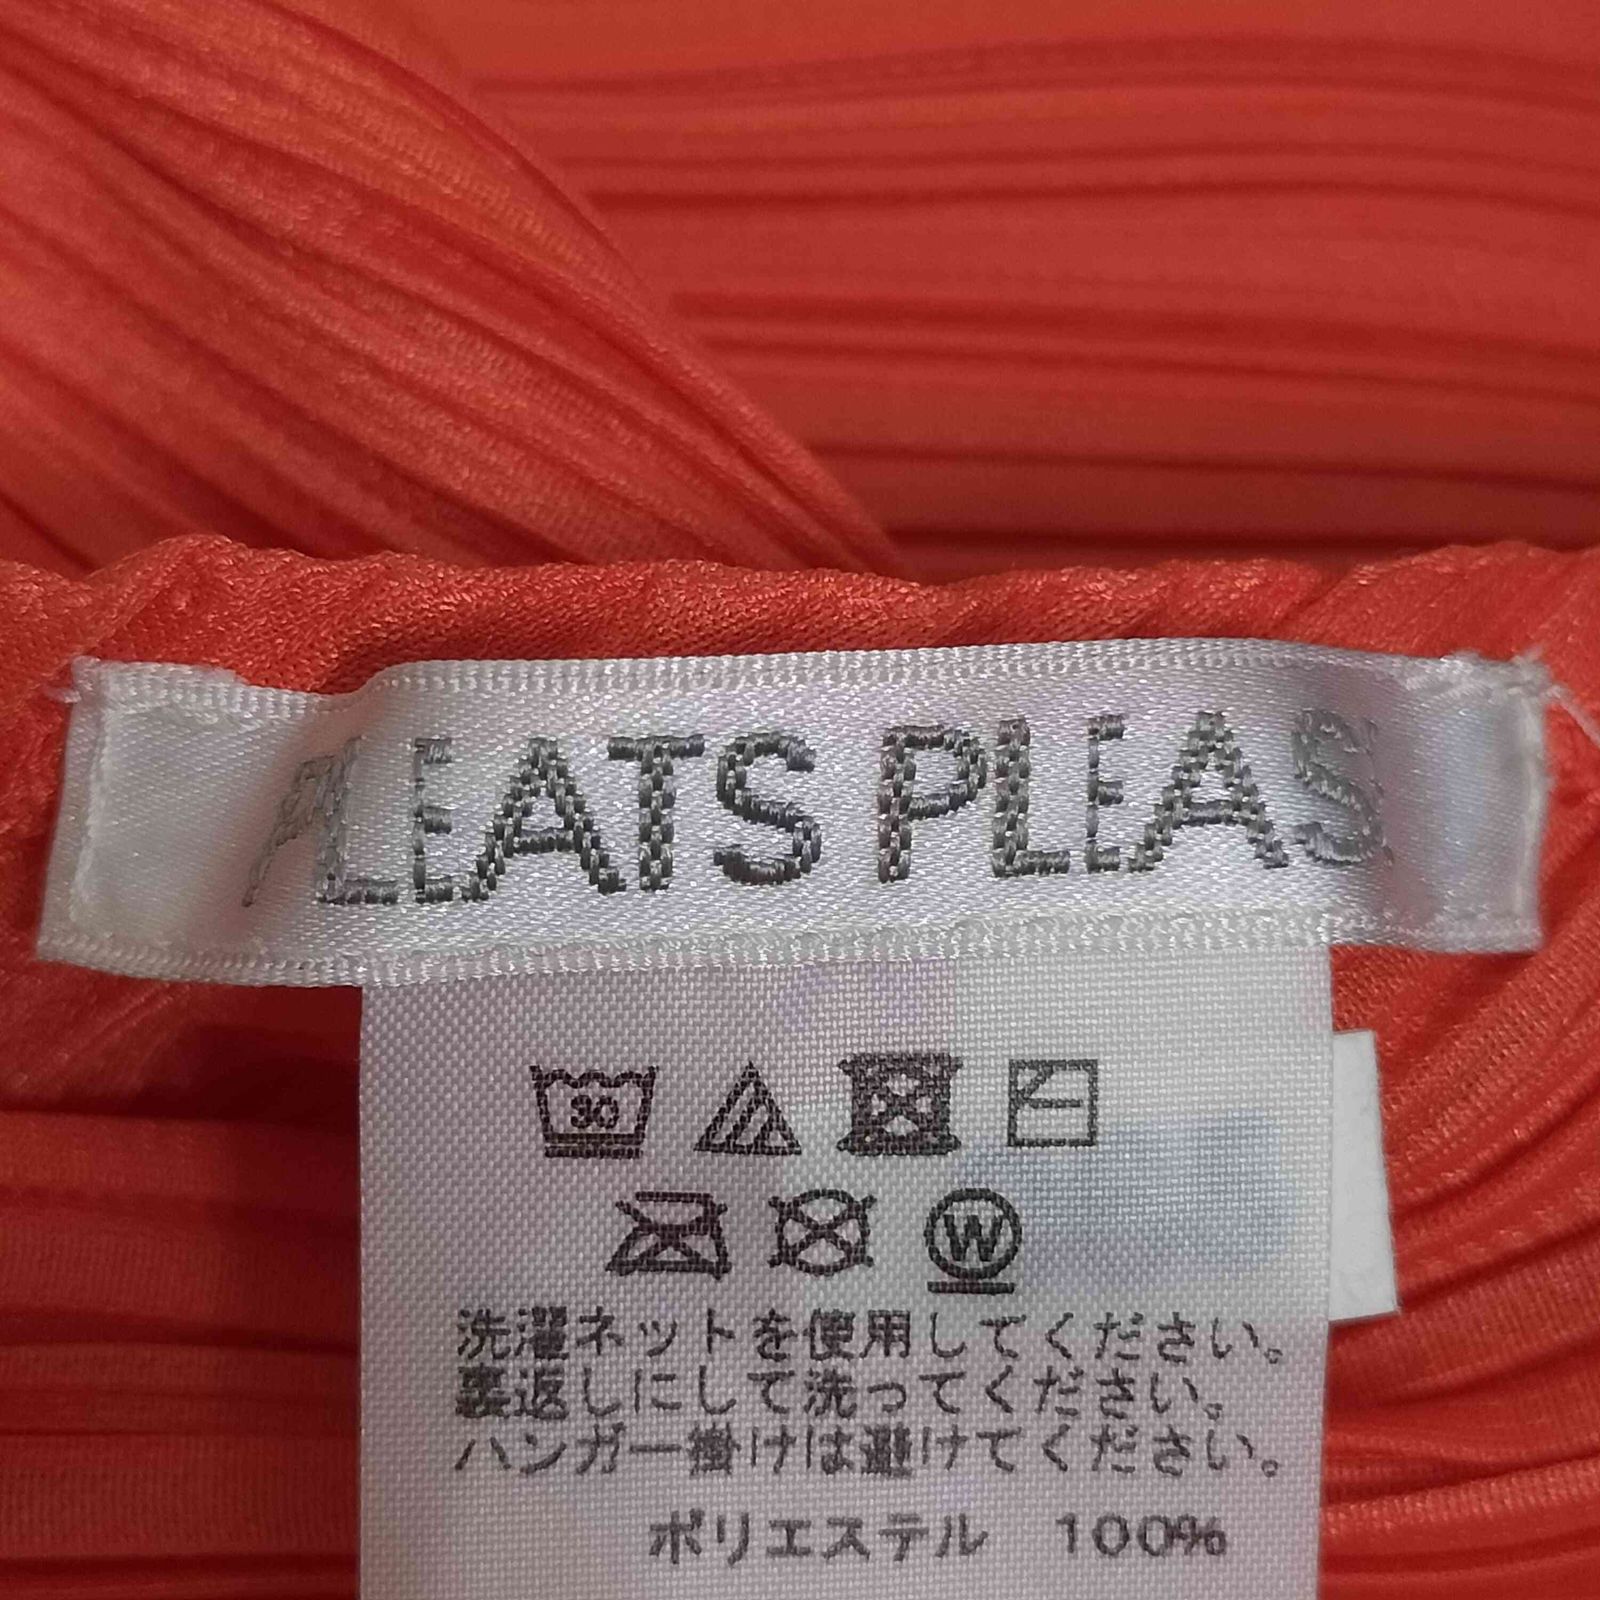 PLEATS PLEAS
30
W
洗濯ネットを使用してください。
裏返しにして洗ってください。
ハンガー掛けは避けてください。
ポリエステル 100%